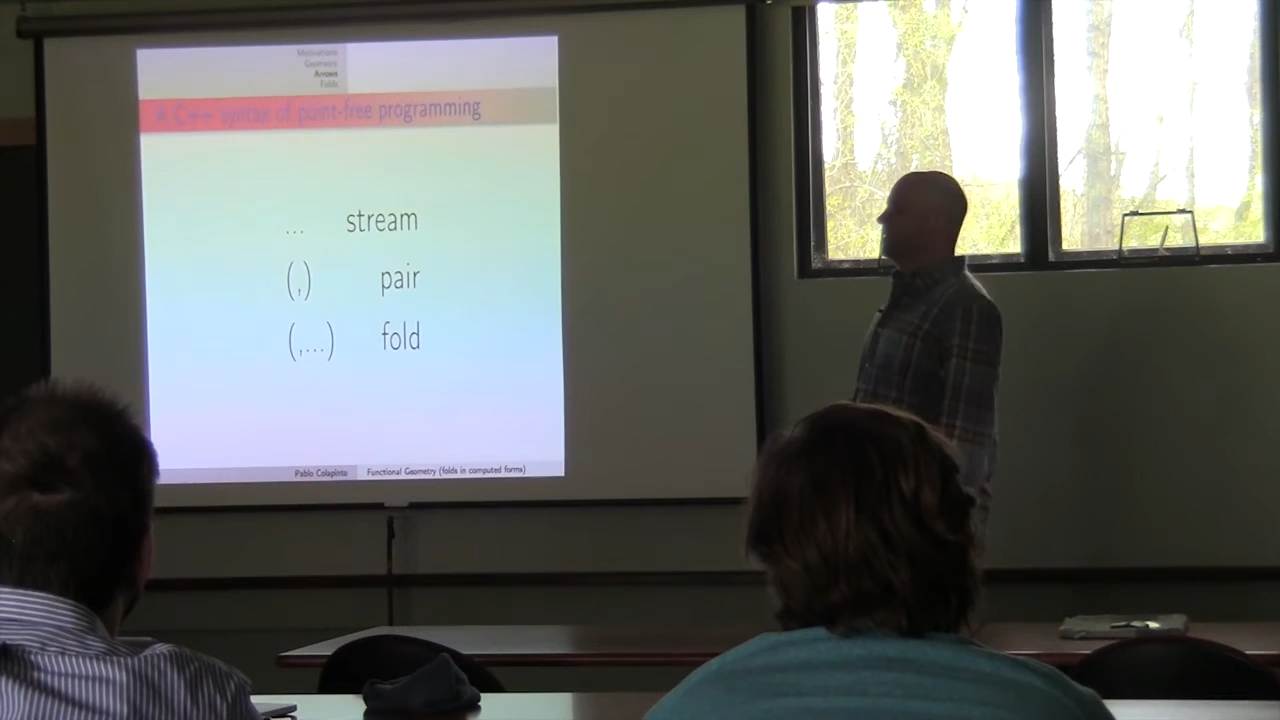 Motivations
Geometry
Arrows
Folds
A C++ syntax of point-free programming
... stream
(,) pair
(,...) fold
Pablo Colapinto Functional Geometry (folds in computed forms)